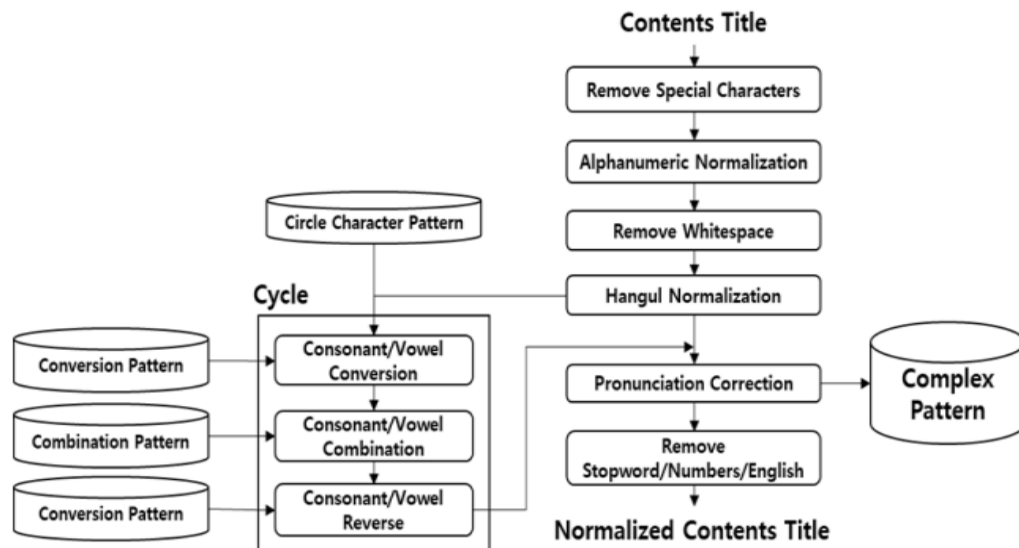 Contents Title
Remove Special Characters
Alphanumeric Normalization
Remove Whitespace
Circle Character Pattern
Hangul Normalization
Cycle
Conversion Pattern
Consonant/Vowel
Conversion
Pronunciation Correction
Complex
Pattern
Combination Pattern
Consonant/Vowel
Combination
Remove
Stopword/Numbers/English
Conversion Pattern
Consonant/Vowel
Reverse
Normalized Contents Title